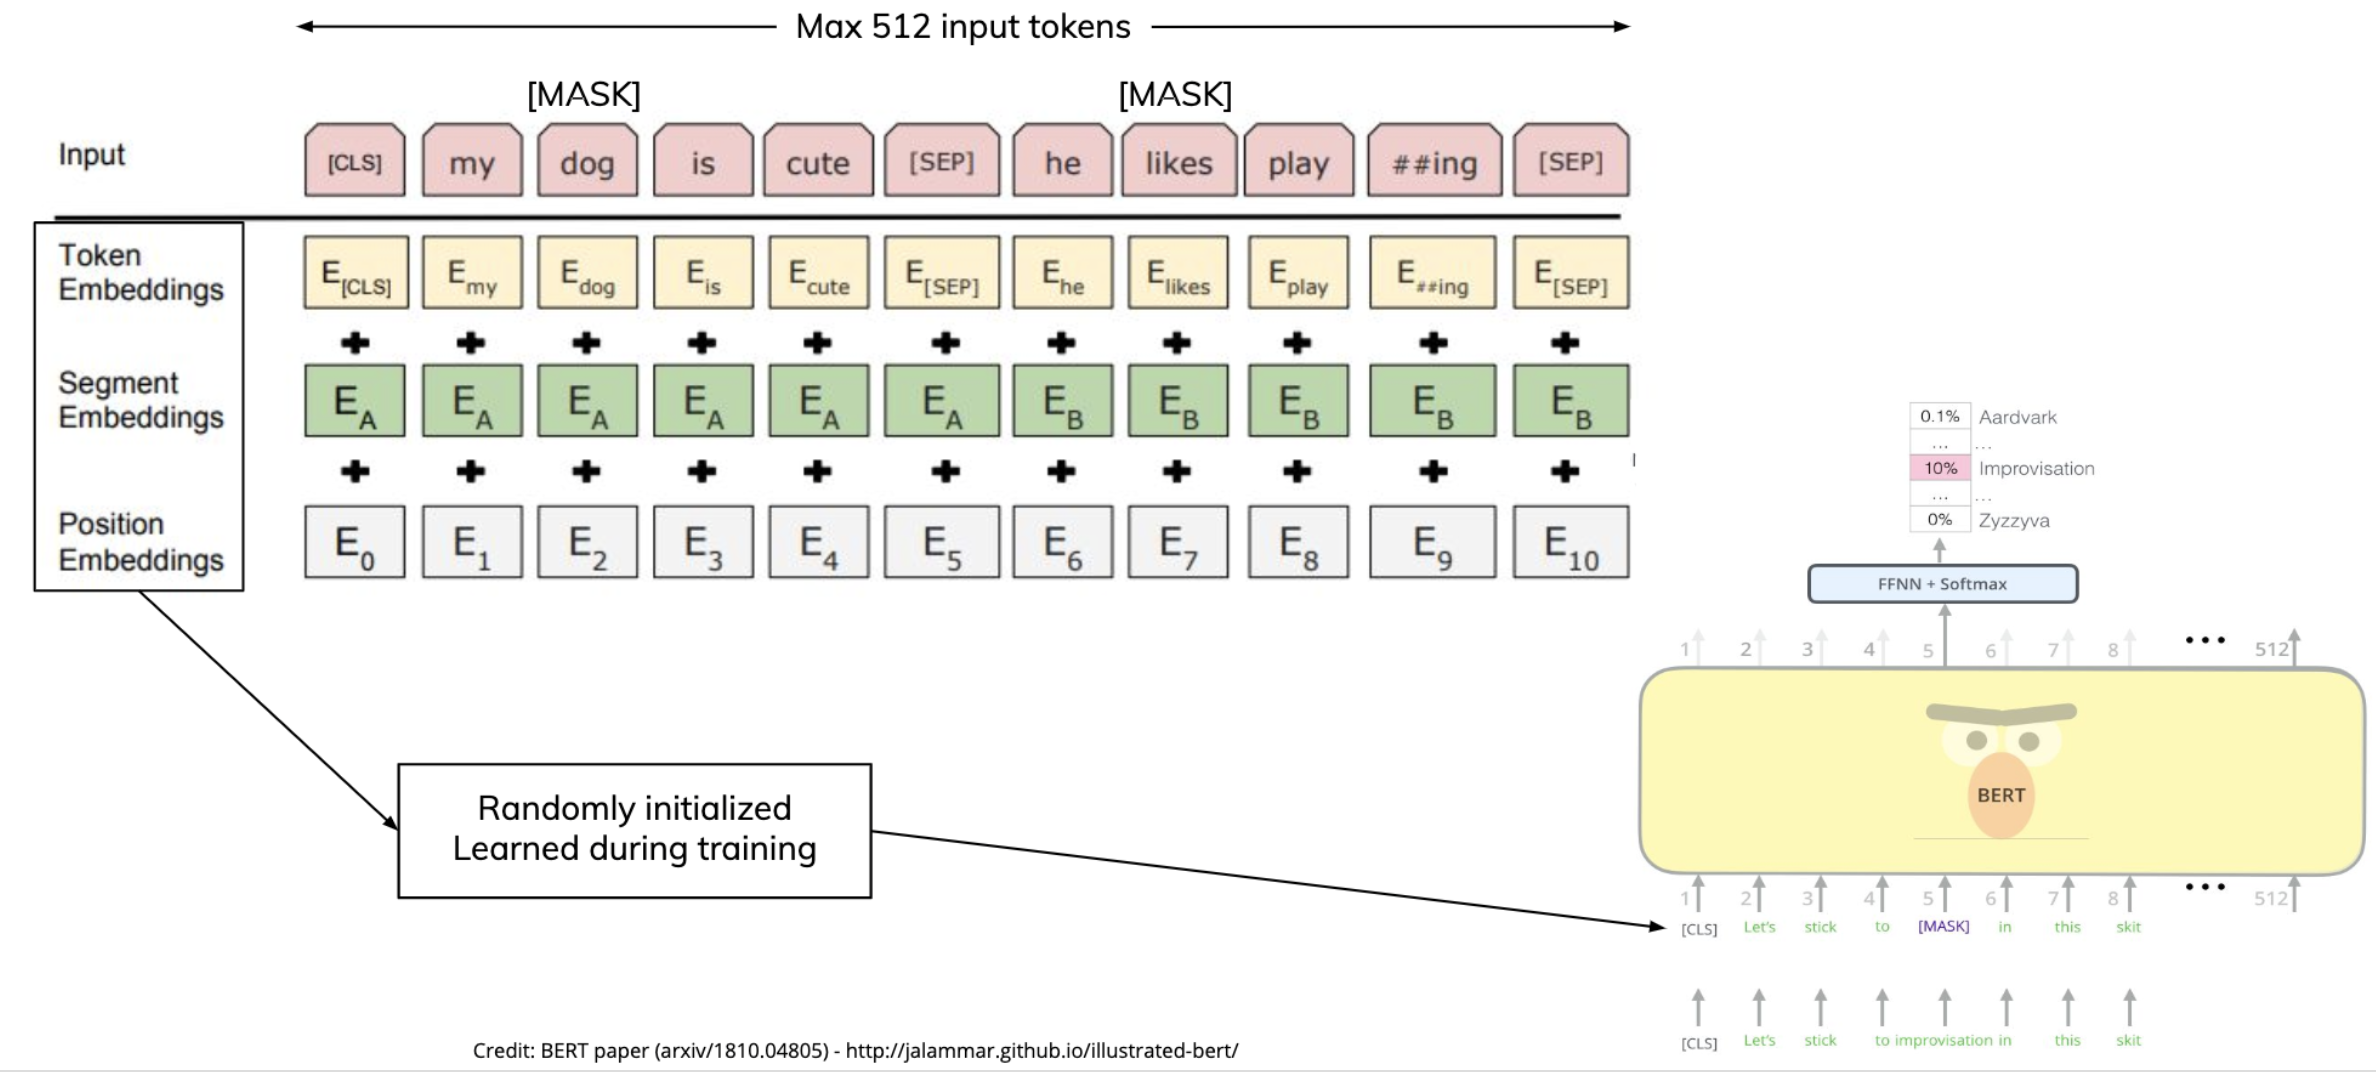 Max 512 input tokens
[MASK] [MASK]
Input [CLS] my dog is cute [SEP] he likes play ##ing [SEP]
Token
Embeddings
E[CLS] Emy Edog Eis Ecute E[SEP] Ehe Elikes Eplay E##ing E[SEP]
Segment
Embeddings
EA EA EA EA EA EA EB EB EB EB EB
Position
Embeddings
E0 E1 E2 E3 E4 E5 E6 E7 E8 E9 E10
Randomly initialized
Learned during training
0.1% Aardvark
... ...
10% Improvisation
... ...
0% Zyzzyva
FFNN + Softmax
1 2 3 4 5 6 7 8 ••• 512
BERT
1 2 3 4 5 6 7 8 ••• 512
[CLS] Let's stick to [MASK] in this skit
[CLS] Let's stick to improvisation in this skit
Credit: BERT paper (arxiv/1810.04805) - http://jalammar.github.io/illustrated-bert/